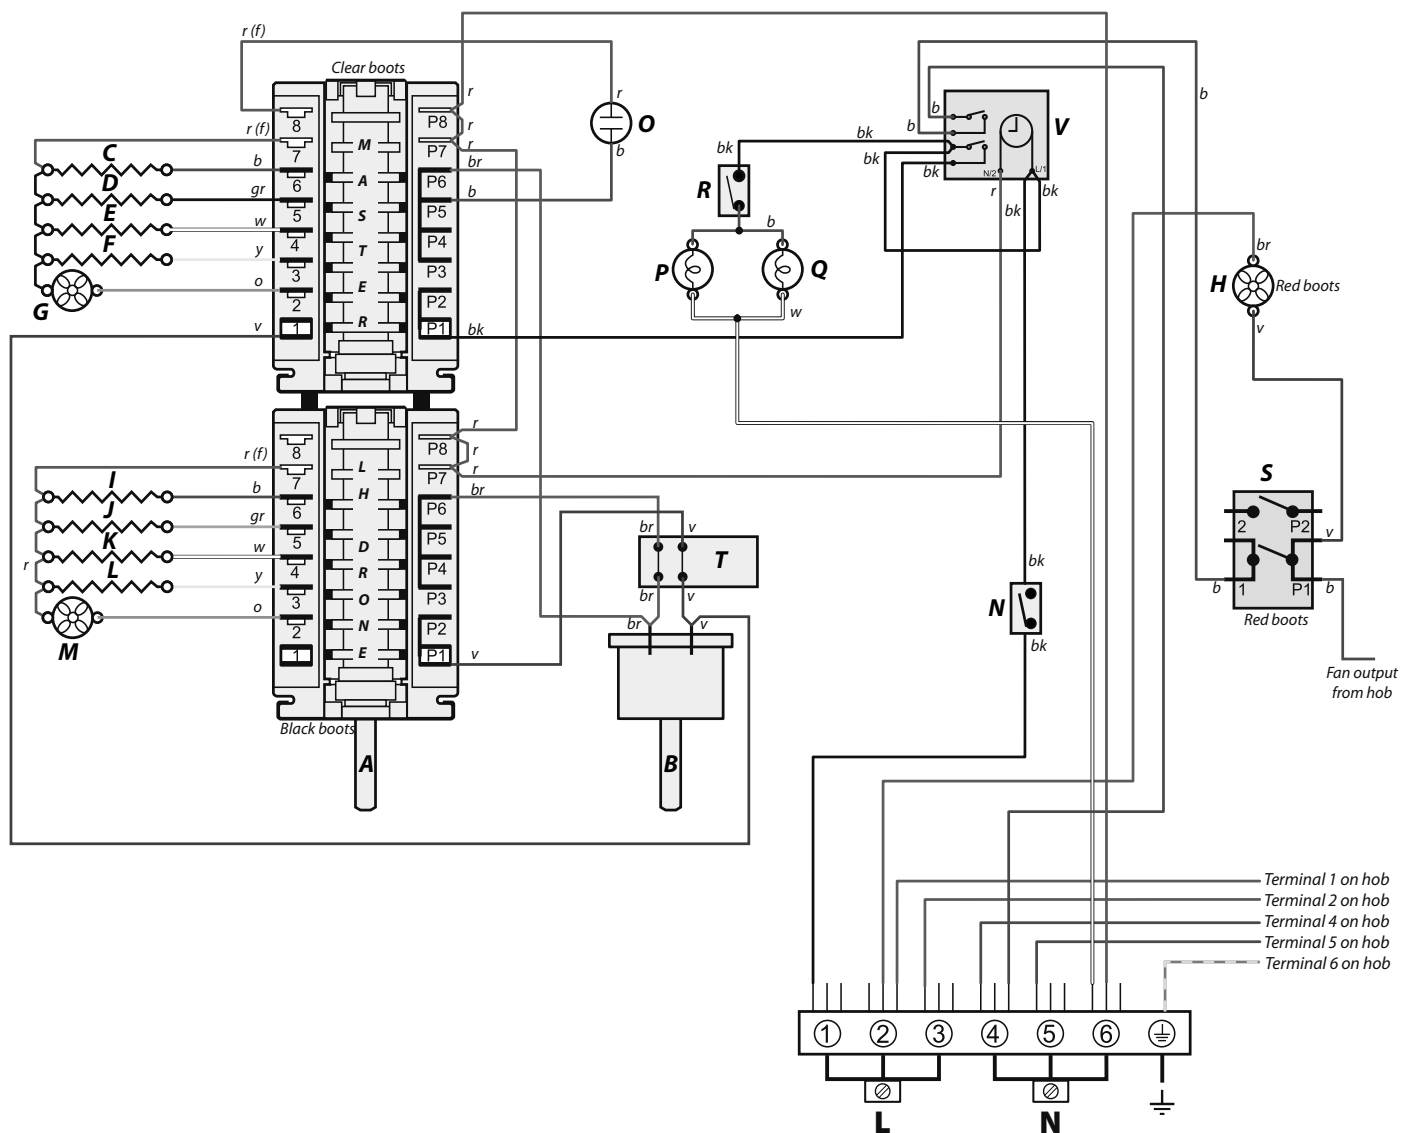 r (f)
Clear boots
r
r
O
b
r (f)
8
7
6
5
4
3
2
1
M
A
S
T
E
R
P8
P7
P6
P5
P4
P3
P2
P1
r
r
r
br
b
bk
C
D
E
F
G
b
gr
w
y
o
v
bk
R
bk
bk
bk
b
P
Q
w
b
b
V
N/2
L/1
r
bk
bk
b
br
H
Red boots
v
r (f)
8
7
6
5
4
3
2
1
L
H
D
R
O
N
E
P8
P7
P6
P5
P4
P3
P2
P1
r
r
r
br
v
I
J
K
L
M
r
b
gr
w
y
o
Black boots
A
br
v
T
br
v
br
v
B
bk
N
bk
S
2
P2
1
P1
v
b
b
Red boots
Fan output
from hob
Terminal 1 on hob
Terminal 2 on hob
Terminal 4 on hob
Terminal 5 on hob
Terminal 6 on hob
1 2 3 4 5 6
L N